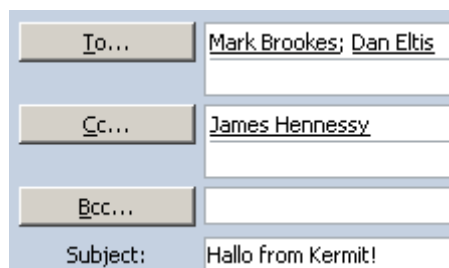 To... Mark Brookes; Dan Eltis
Cc... James Hennessy
Bcc...
Subject: Hallo from Kermit!